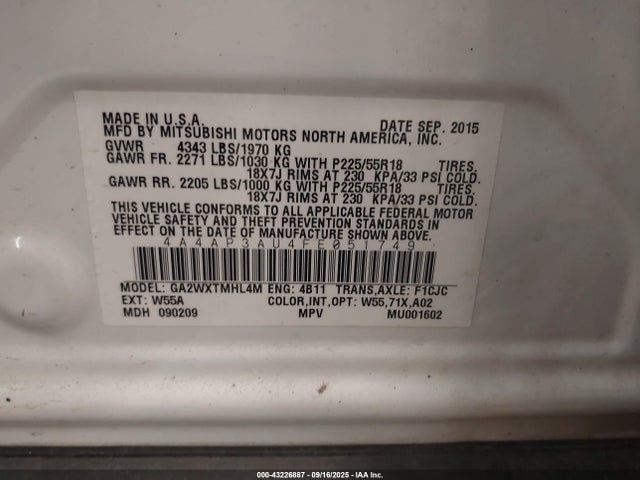 MADE IN U.S.A. DATE SEP. 2015
MFD BY MITSUBISHI MOTORS NORTH AMERICA, INC.
GVWR 4343 LBS/1970 KG
GAWR FR. 2271 LBS/1030 KG WITH P225/55R18 TIRES.
18X7J RIMS AT 230 KPA/33 PSI COLD.
GAWR RR. 2205 LBS/1000 KG WITH P225/55R18 TIRES.
18X7J RIMS AT 230 KPA/33 PSI COLD.
THIS VEHICLE CONFORMS TO ALL APPLICABLE FEDERAL MOTOR
VEHICLE SAFETY AND THEFT PREVENTION STANDARDS IN
EFFECT ON THE DATE OF MANUFACTURE SHOWN ABOVE.
4A4AP3AU4FE051749
MODEL: GA2WXTMHL4M ENG: 4B11 TRANS,AXLE: F1CJC
EXT: W55A COLOR,INT,OPT: W55,71X,A02
MDH 090209 MPV MU001602
000-43226887 - 09/16/2025 - IAA Inc.